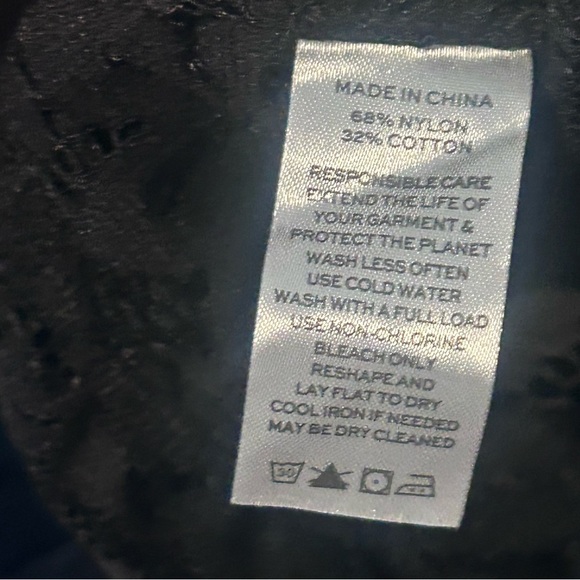 MADE IN CHINA
68% NYLON
32% COTTON
RESPONSIBLE CARE
EXTEND THE LIFE OF
YOUR GARMENT &
PROTECT THE PLANET
WASH LESS OFTEN
USE COLD WATER
WASH WITH A FULL LOAD
USE NON-CHLORINE
BLEACH ONLY
RESHAPE AND
LAY FLAT TO DRY
COOL IRON IF NEEDED
MAY BE DRY CLEANED
30